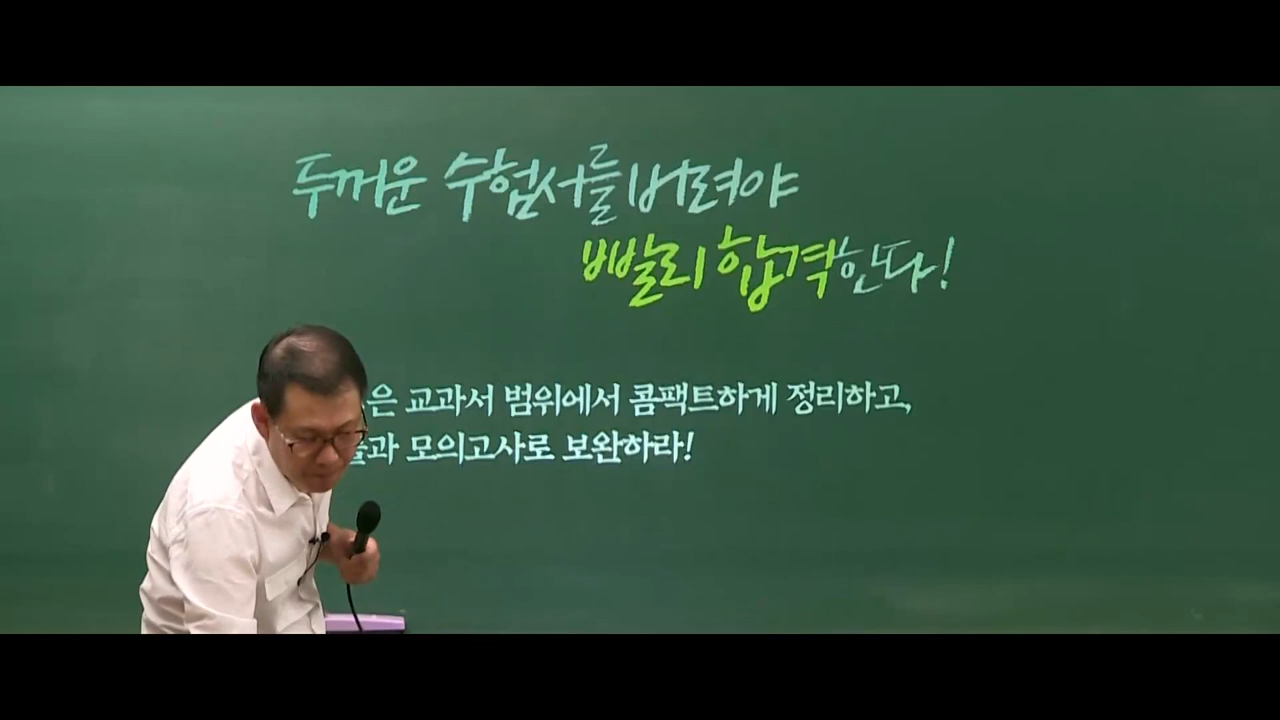 두꺼운 수험서를 버려야
빨리 합격한다!
교과서 범위에서 콤팩트하게 정리하고,
모의고사로 보완하라!